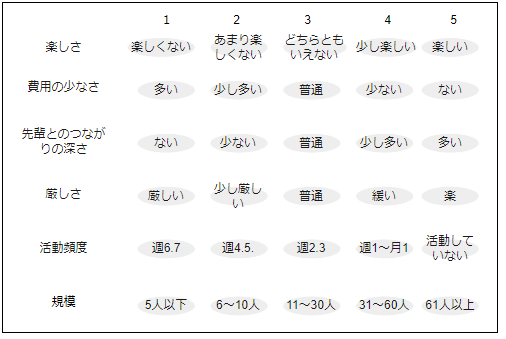 1 2 3 4 5
楽しさ 楽しくない あまり楽しくない どちらともいえない 少し楽しい 楽しい
費用の少なさ 多い 少し多い 普通 少ない ない
先輩とのつながりの深さ ない 少ない 普通 少し多い 多い
厳しさ 厳しい 少し厳しい 普通 緩い 楽
活動頻度 週6.7 週4.5. 週2.3 週1～月1 活動していない
規模 5人以下 6～10人 11～30人 31～60人 61人以上